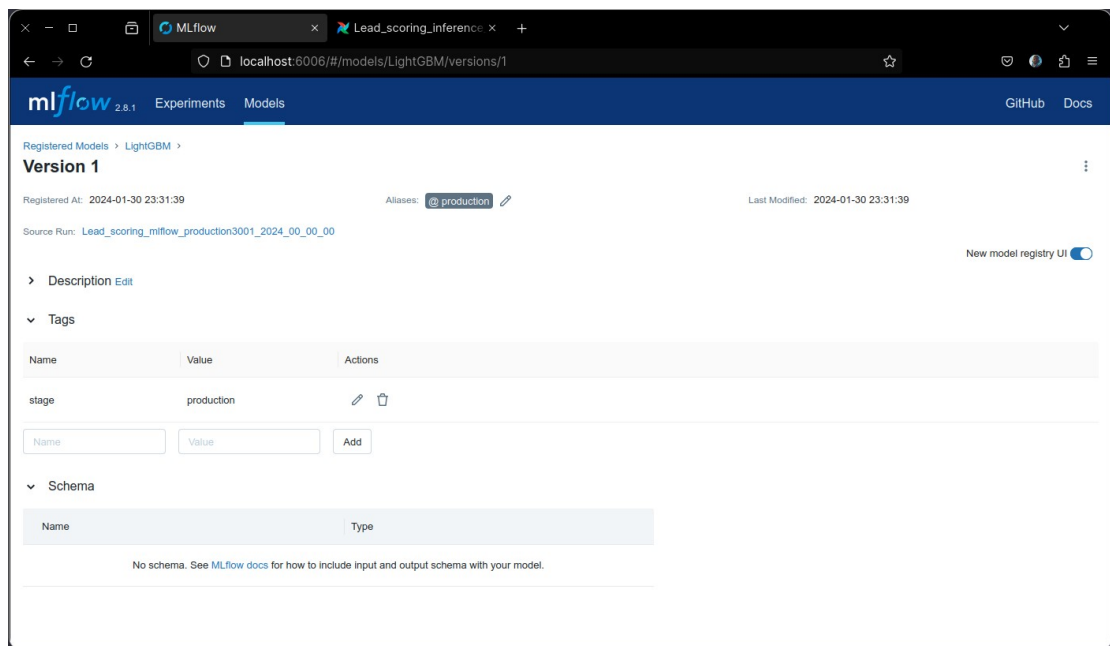 MLflow
Lead_scoring_inference
localhost:6006/#/models/LightGBM/versions/1
mlflow 2.8.1 Experiments Models GitHub Docs
Registered Models > LightGBM >
Version 1
Registered At: 2024-01-30 23:31:39 Aliases: @ production Last Modified: 2024-01-30 23:31:39
Source Run: Lead_scoring_mlflow_production3001_2024_00_00_00
New model registry UI
Description Edit
Tags
Name Value Actions
stage production
Name Value Add
Schema
Name Type
No schema. See MLflow docs for how to include input and output schema with your model.